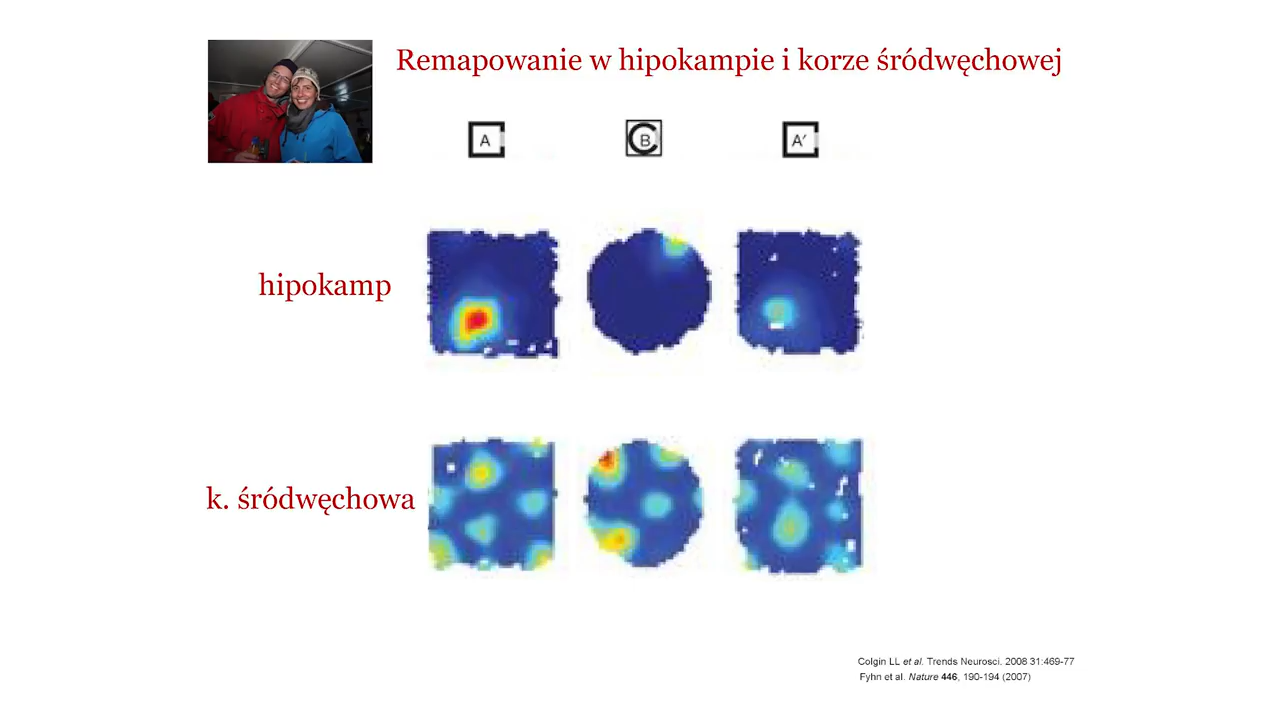 Remapowanie w hipokampie i korze śródwęchowej
A B A′
hipokamp
k. śródwęchowa
Colgin LL et al. Trends Neurosci. 2008 31:469-77
Fyhn et al. Nature 446, 190-194 (2007)